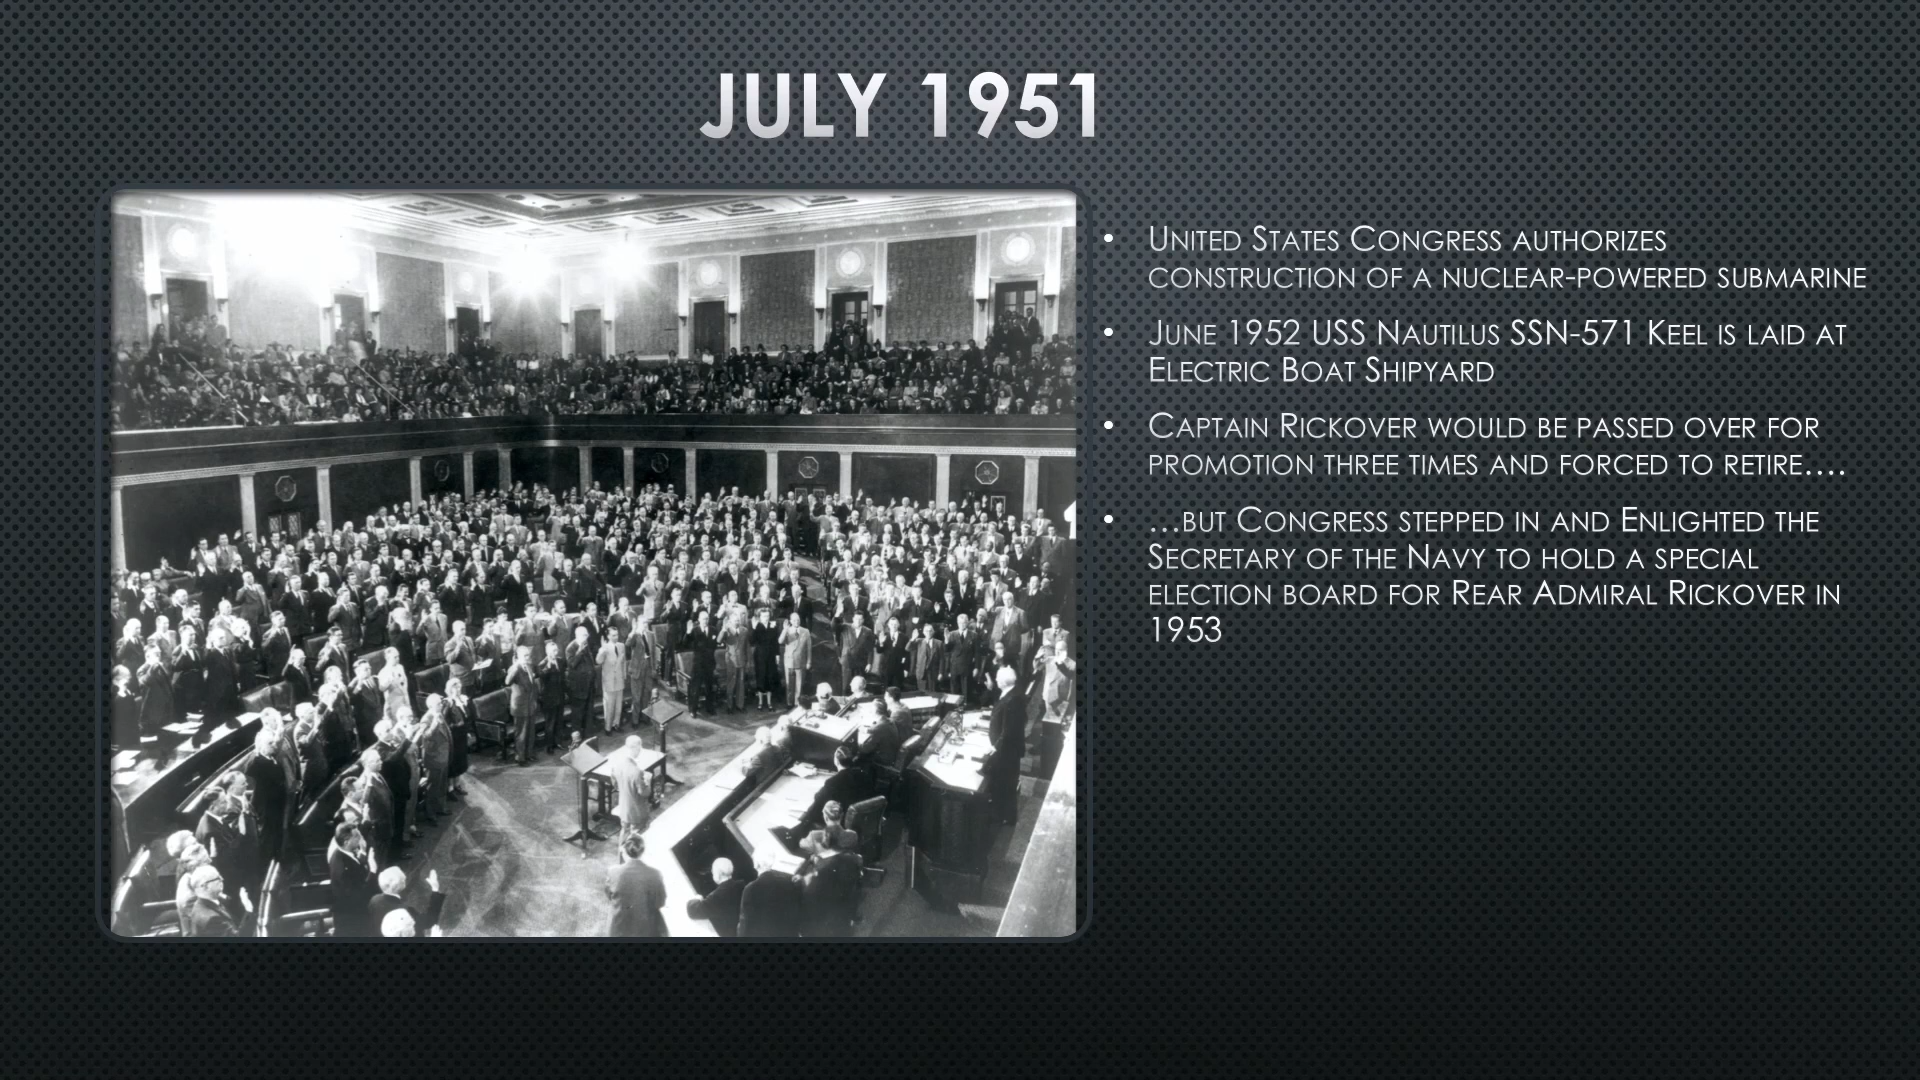 JULY 1951
• United States Congress authorizes
construction of a nuclear-powered submarine
• June 1952 USS Nautilus SSN-571 Keel is laid at
Electric Boat Shipyard
• Captain Rickover would be passed over for
promotion three times and forced to retire….
• …but Congress stepped in and Enlighted the
Secretary of the Navy to hold a special
election board for Rear Admiral Rickover in
1953